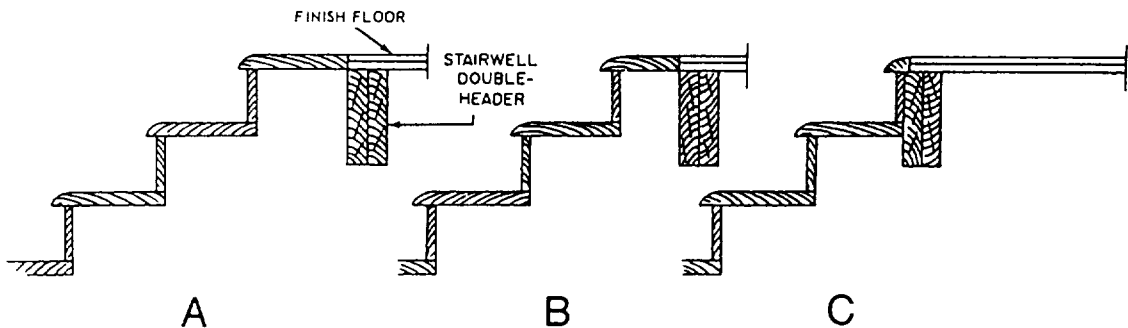 FINISH FLOOR
STAIRWELL
DOUBLE-
HEADER
A
B
C